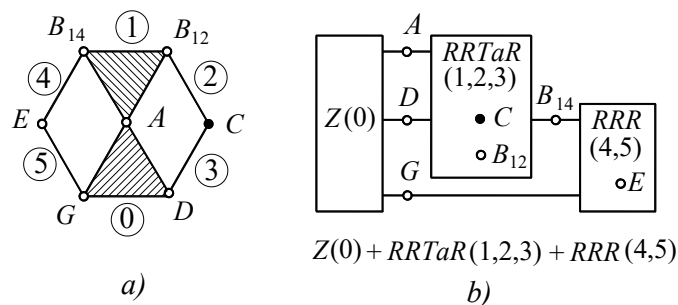 B14 1 B12
4 2
E A C
5 3
G 0 D
a)
A
RRTaR
(1,2,3)
Z(0)
D
C
B12
B14
RRR
(4,5)
E
G
Z(0) + RRTaR(1,2,3) + RRR(4,5)
b)